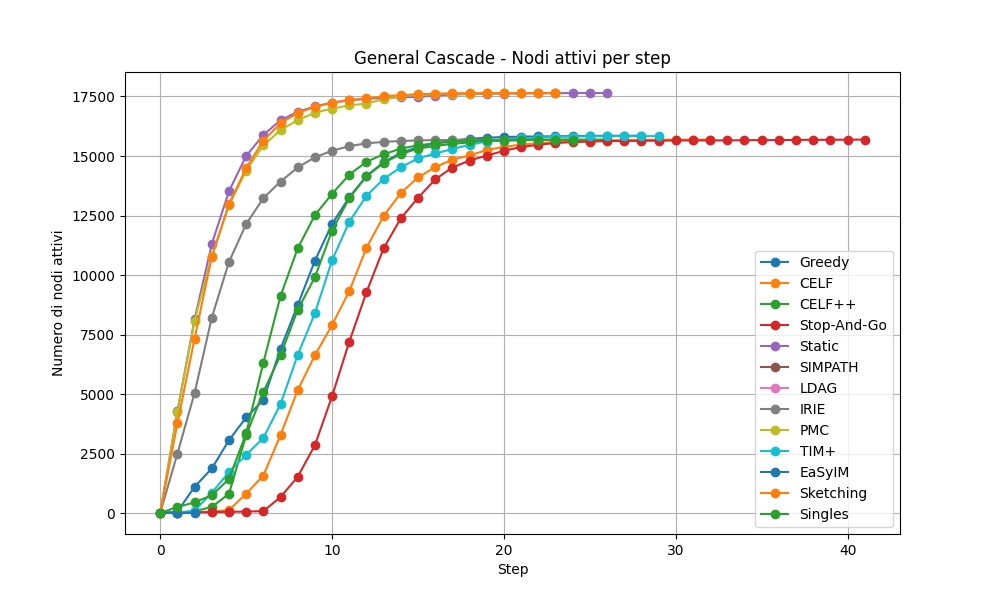 General Cascade - Nodi attivi per step
Numero di nodi attivi
17500
15000
12500
10000
7500
5000
2500
0
0 10 20 30 40
Step
Greedy
CELF
CELF++
Stop-And-Go
Static
SIMPATH
LDAG
IRIE
PMC
TIM+
EaSyIM
Sketching
Singles